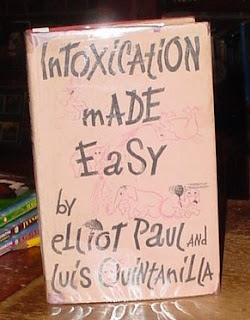 INTOXICATION
mADE
EaSY
by
ELLIOT PAUL AND
LUIS QUINTANILLA